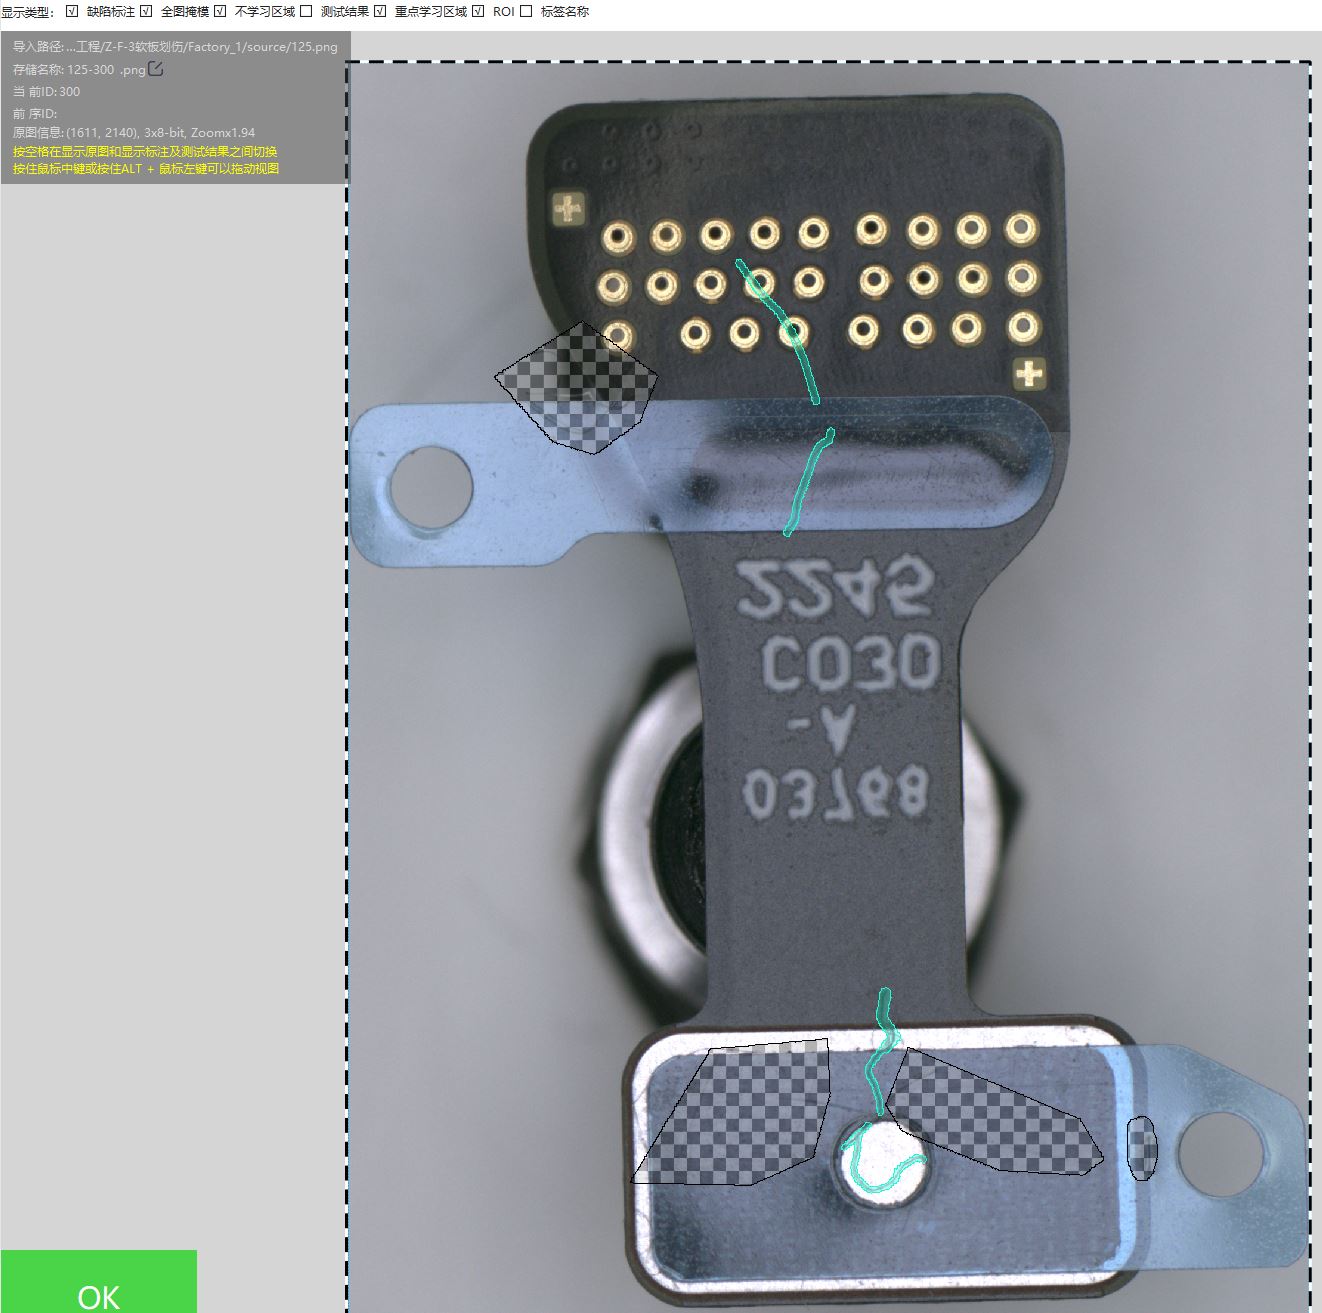 显示类型: 缺陷标注 全图掩模 不学习区域 测试结果 重点学习区域 ROI 标签名称
导入路径: ...工程/Z-F-3软板划伤/Factory_1/source/125.png
存储名称: 125-300 .png
当 前ID: 300
前 序ID:
原图信息: (1611, 2140), 3x8-bit, Zoomx1.94
按空格在显示原图和显示标注及测试结果之间切换
按住鼠标中键或按住ALT + 鼠标左键可以拖动视图
2245
C030
-A
03768
OK